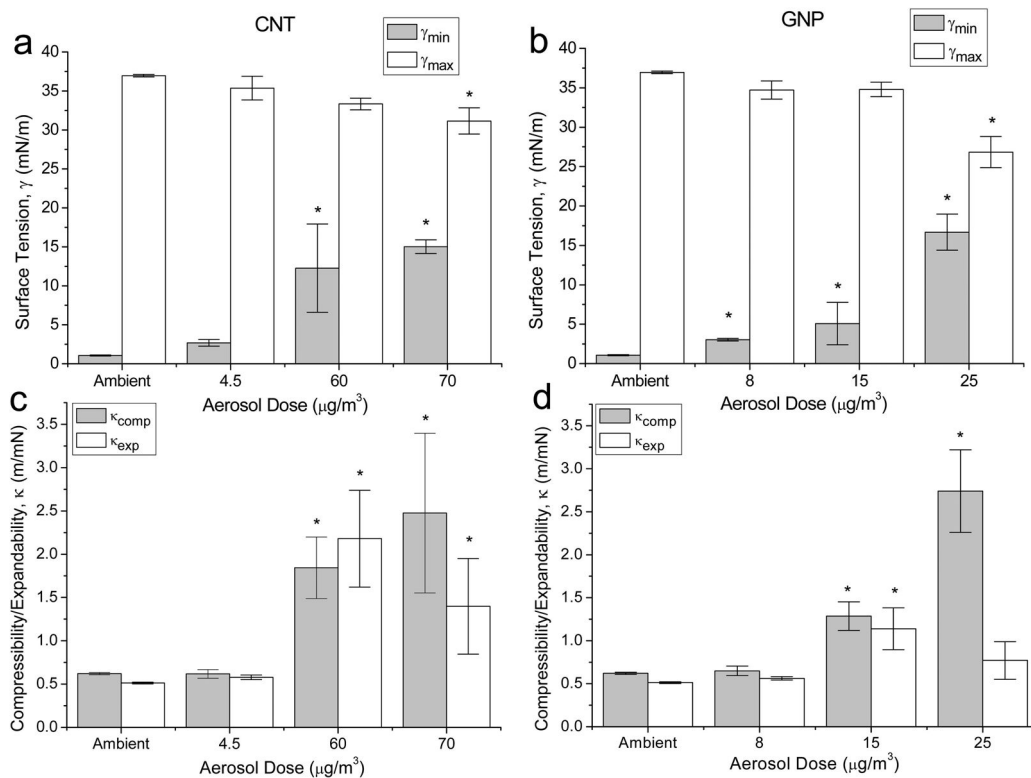 CNT
a
γmin
γmax
40
35
30
25
20
15
10
5
0
Surface Tension, γ (mN/m)
*
*
*
Ambient
4.5
60
70
Aerosol Dose (μg/m³)
GNP
b
γmin
γmax
40
35
30
25
20
15
10
5
0
Surface Tension, γ (mN/m)
*
*
*
*
Ambient
8
15
25
Aerosol Dose (μg/m³)
c
κcomp
κexp
3.5
3.0
2.5
2.0
1.5
1.0
0.5
0.0
Compressibility/Expandability, κ (m/mN)
*
*
*
*
Ambient
4.5
60
70
Aerosol Dose (μg/m³)
d
κcomp
κexp
3.5
3.0
2.5
2.0
1.5
1.0
0.5
0.0
Compressibility/Expandability, κ (m/mN)
*
*
*
Ambient
8
15
25
Aerosol Dose (μg/m³)